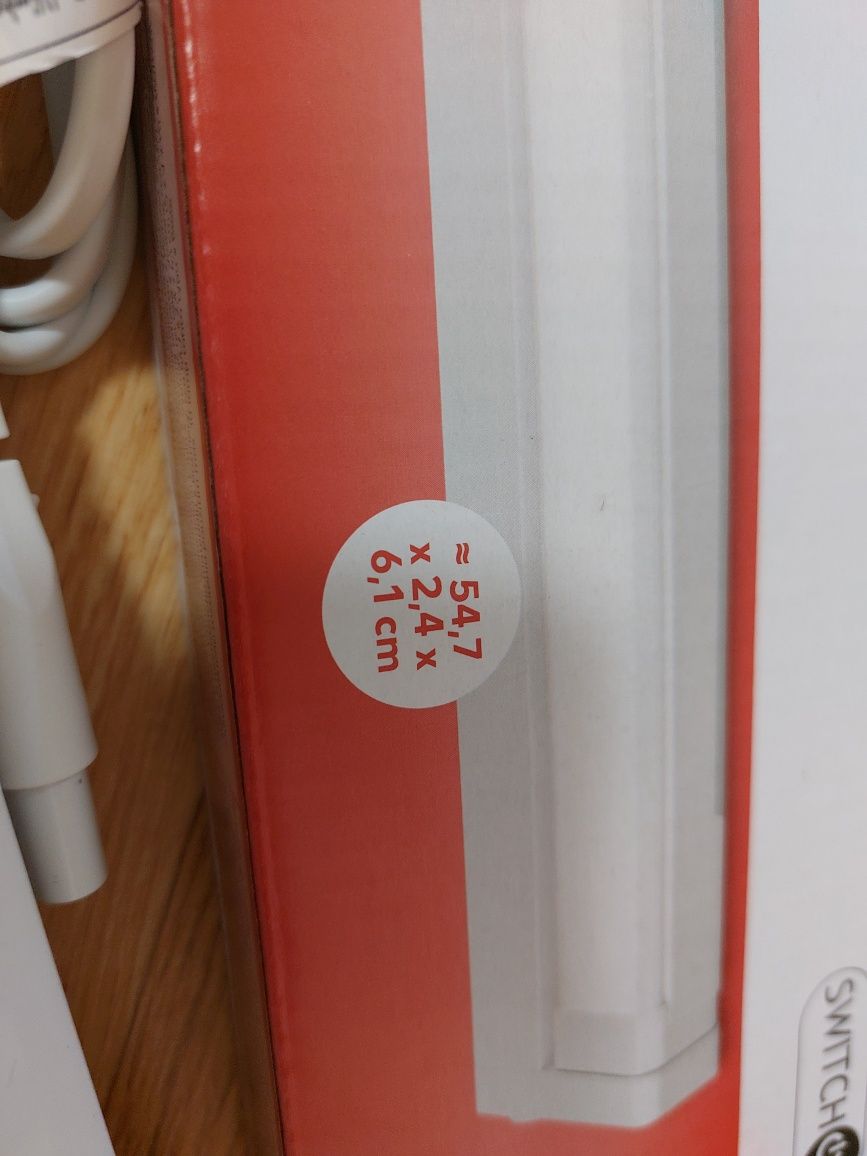 ≈ 54,7
x 2,4 x
6,1 cm
SWITCH